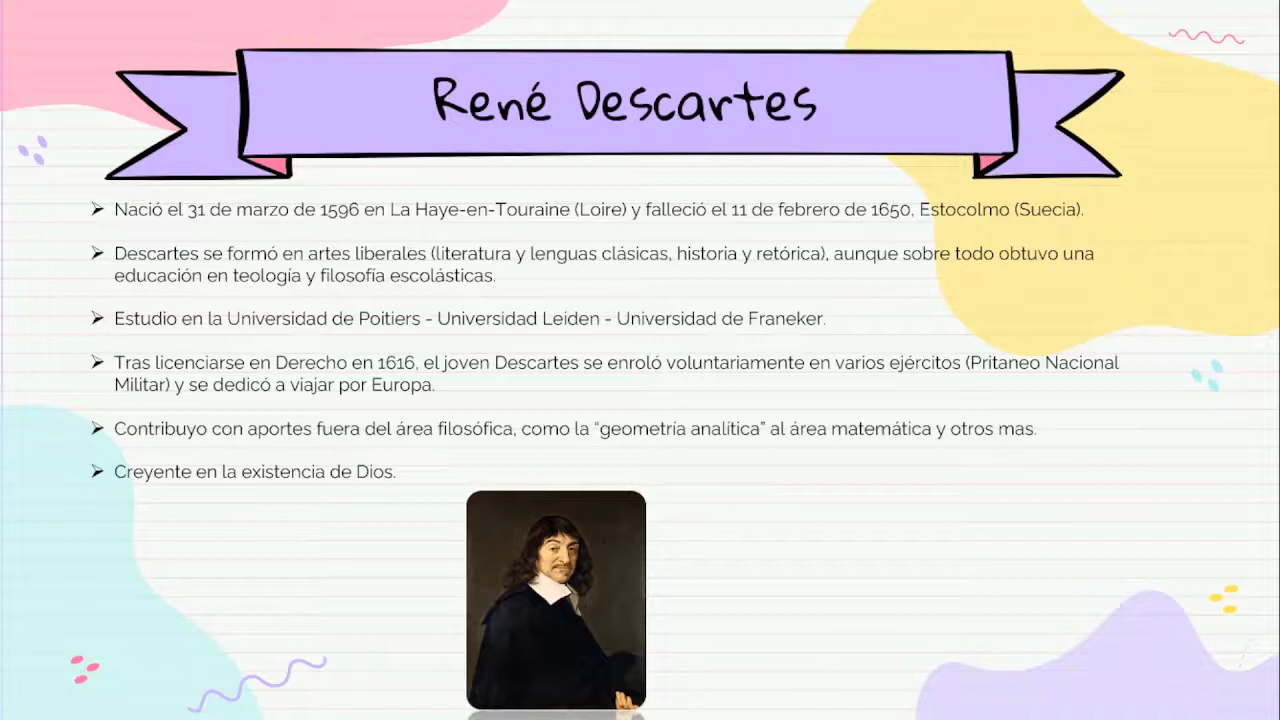 René Descartes
➢ Nació el 31 de marzo de 1596 en La Haye-en-Touraine (Loire) y falleció el 11 de febrero de 1650, Estocolmo (Suecia).
➢ Descartes se formó en artes liberales (literatura y lenguas clásicas, historia y retórica), aunque sobre todo obtuvo una
educación en teología y filosofía escolásticas.
➢ Estudio en la Universidad de Poitiers - Universidad Leiden - Universidad de Franeker.
➢ Tras licenciarse en Derecho en 1616, el joven Descartes se enroló voluntariamente en varios ejércitos (Pritaneo Nacional
Militar) y se dedicó a viajar por Europa.
➢ Contribuyo con aportes fuera del área filosófica, como la “geometría analítica” al área matemática y otros mas.
➢ Creyente en la existencia de Dios.